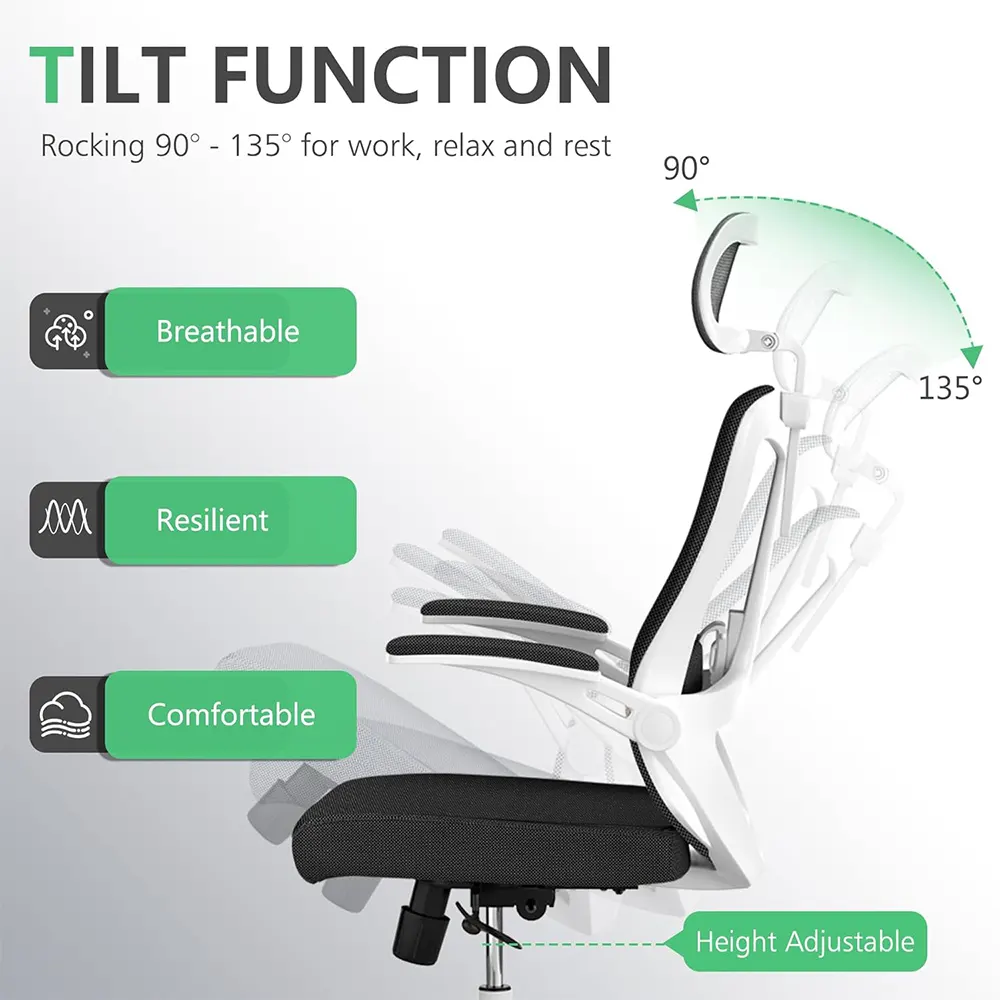 TILT FUNCTION
Rocking 90° - 135° for work, relax and rest
90°
135°
Breathable
Resilient
Comfortable
Height Adjustable